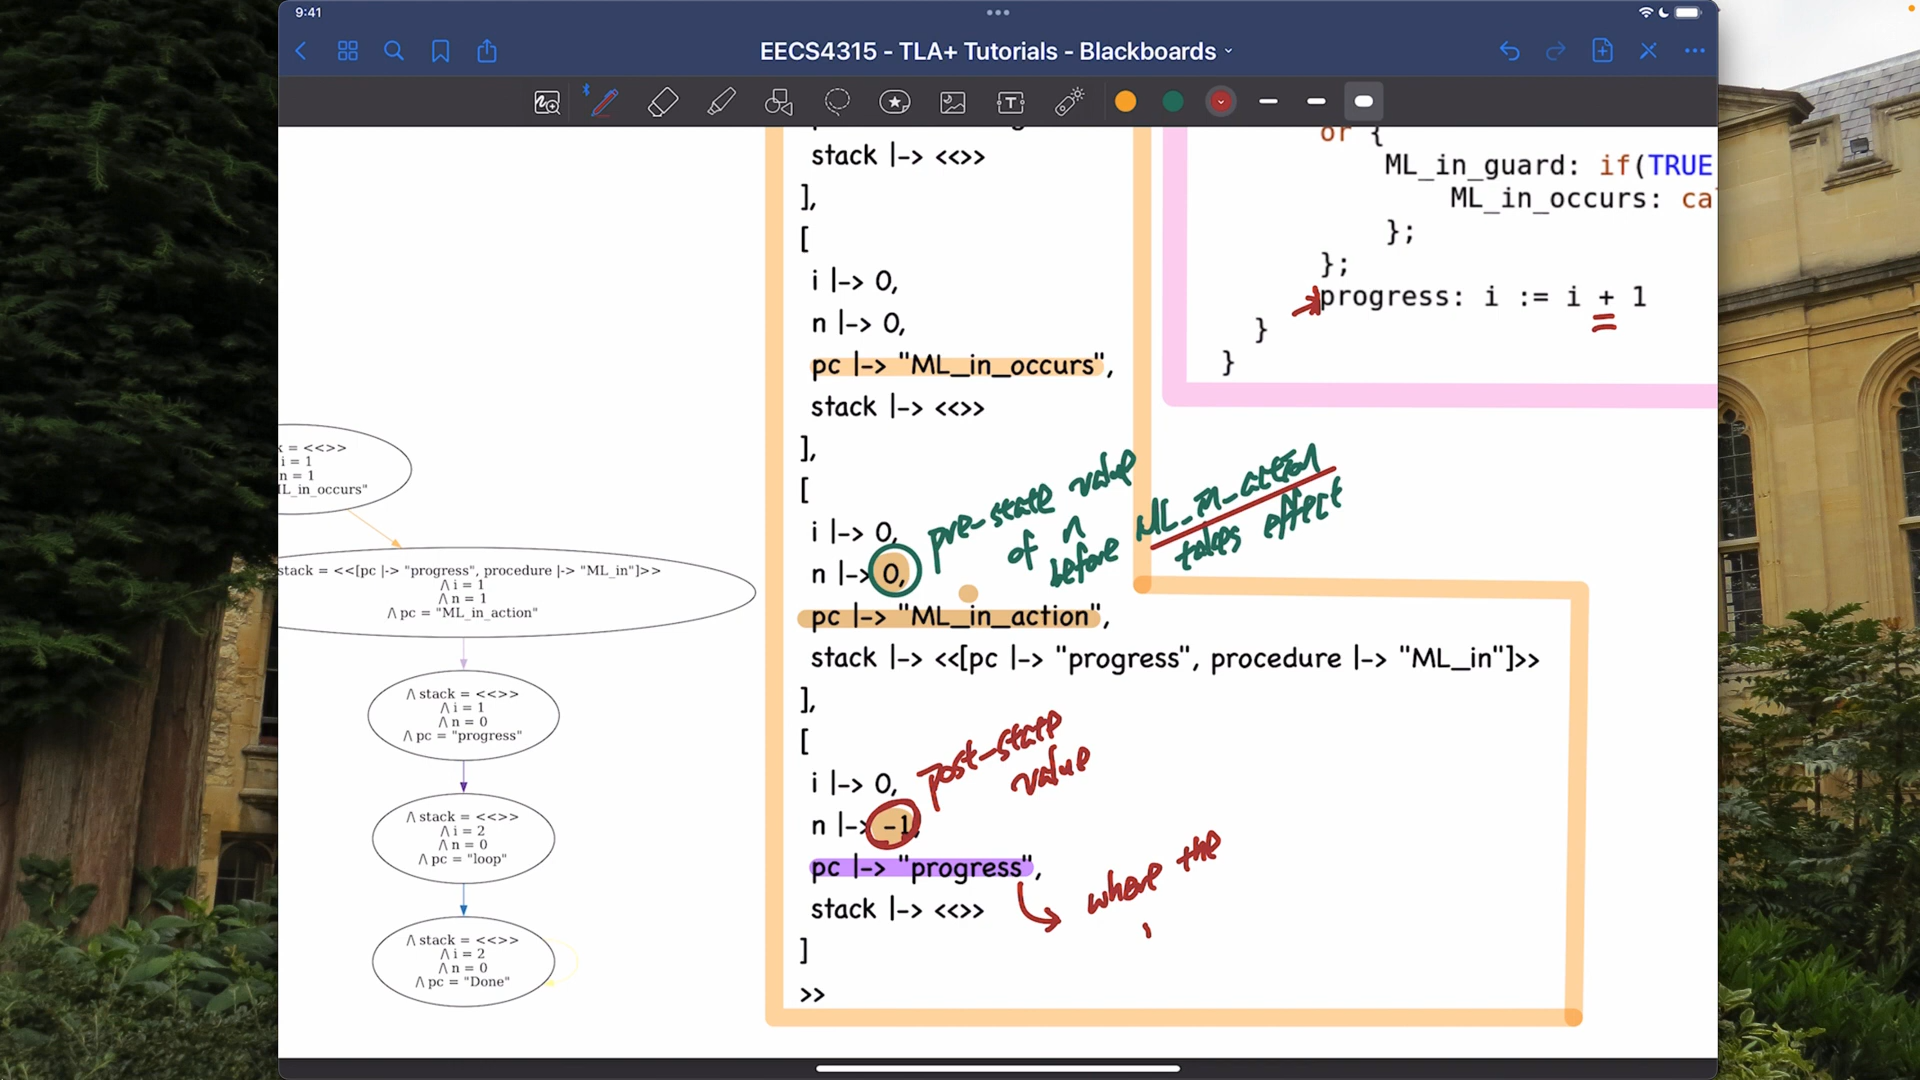 9:41
EECS4315 - TLA+ Tutorials - Blackboards
stack |-> <<>>
],
[
i |-> 0,
n |-> 0,
pc |-> "ML_in_occurs",
stack |-> <<>>
],
[
i |-> 0,
n |-> 0,
pc |-> "ML_in_action",
stack |-> <<[pc |-> "progress", procedure |-> "ML_in"]>>
],
[
i |-> 0,
n |-> -1,
pc |-> "progress",
stack |-> <<>>
]
>>
pre-state value
of n
before ML_in_action
takes effect
post-state
value
where the
or {
ML_in_guard: if(TRUE
ML_in_occurs: ca
};
};
progress: i := i + 1
}
}
k = <<>>
i = 1
n = 1
ML_in_occurs"
stack = <<[pc |-> "progress", procedure |-> "ML_in"]>>
/\ i = 1
/\ n = 1
/\ pc = "ML_in_action"
/\ stack = <<>>
/\ i = 1
/\ n = 0
/\ pc = "progress"
/\ stack = <<>>
/\ i = 2
/\ n = 0
/\ pc = "loop"
/\ stack = <<>>
/\ i = 2
/\ n = 0
/\ pc = "Done"